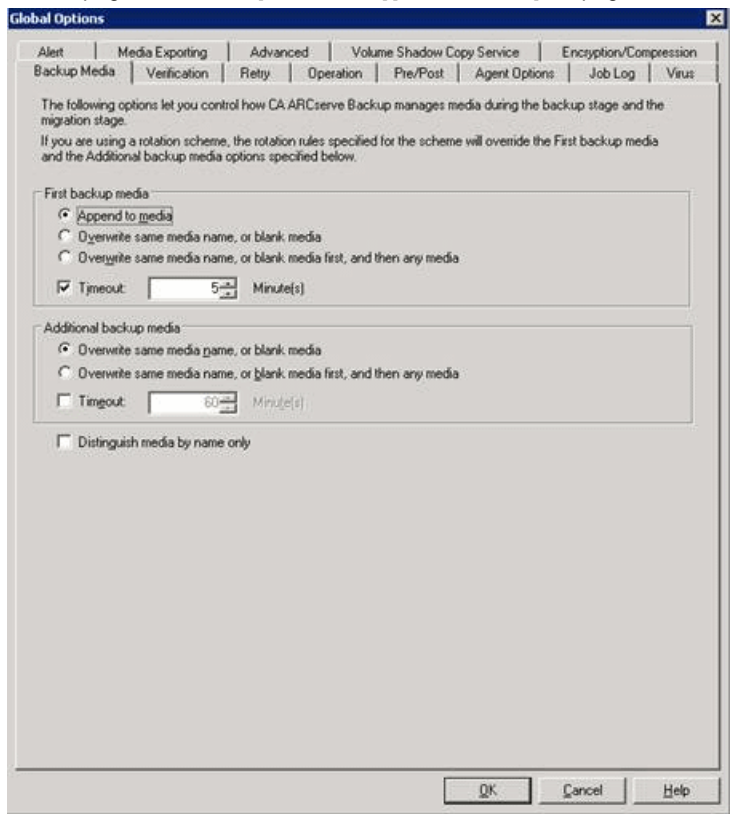 Global Options
Alert Media Exporting Advanced Volume Shadow Copy Service Encryption/Compression
Backup Media Verification Retry Operation Pre/Post Agent Options Job Log Virus
The following options let you control how CA ARCserve Backup manages media during the backup stage and the
migration stage.
If you are using a rotation scheme, the rotation rules specified for the scheme will override the First backup media
and the Additional backup media options specified below.
First backup media
Append to media
Overwrite same media name, or blank media
Overwrite same media name, or blank media first, and then any media
Timeout: 5 Minute(s)
Additional backup media
Overwrite same media name, or blank media
Overwrite same media name, or blank media first, and then any media
Timeout: 60 Minute(s)
Distinguish media by name only
OK Cancel Help